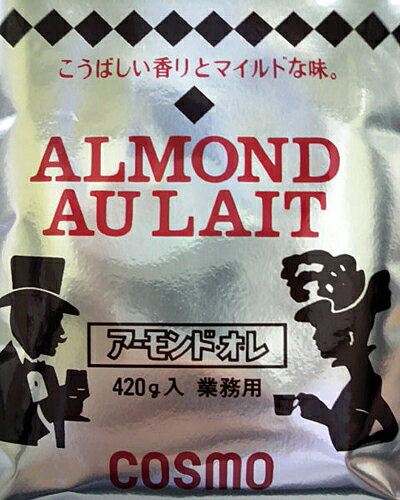 こうばしい香りとマイルドな味。
ALMOND
AU LAIT
アーモンド・オ・レ
420g入 業務用
COSMO